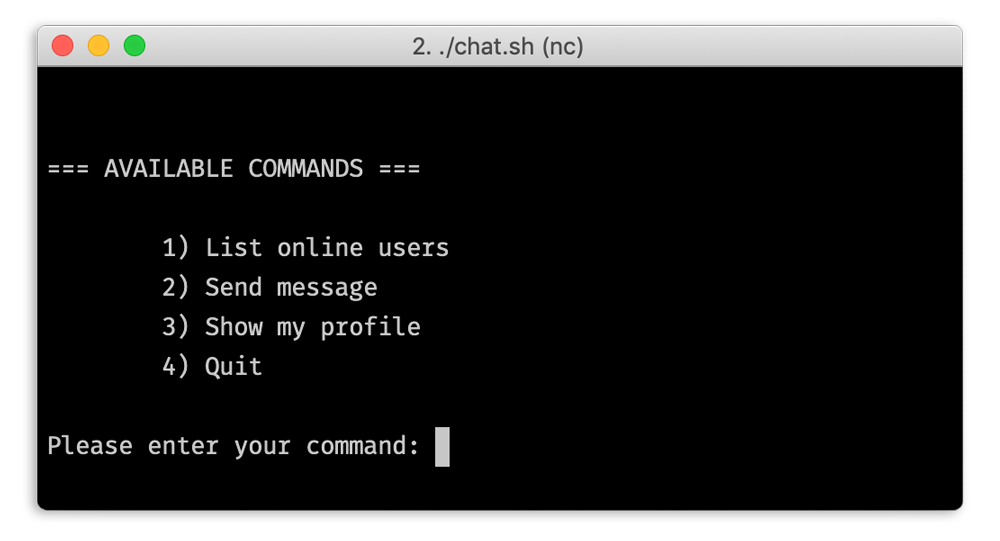 2. ./chat.sh (nc)
=== AVAILABLE COMMANDS ===
1) List online users
2) Send message
3) Show my profile
4) Quit
Please enter your command: